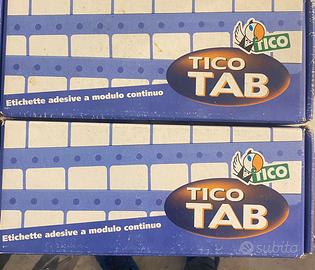 TICO
TICO
TAB
Etichette adesive a modulo continuo
TICO
TICO
TAB
Etichette adesive a modulo continuo
subito